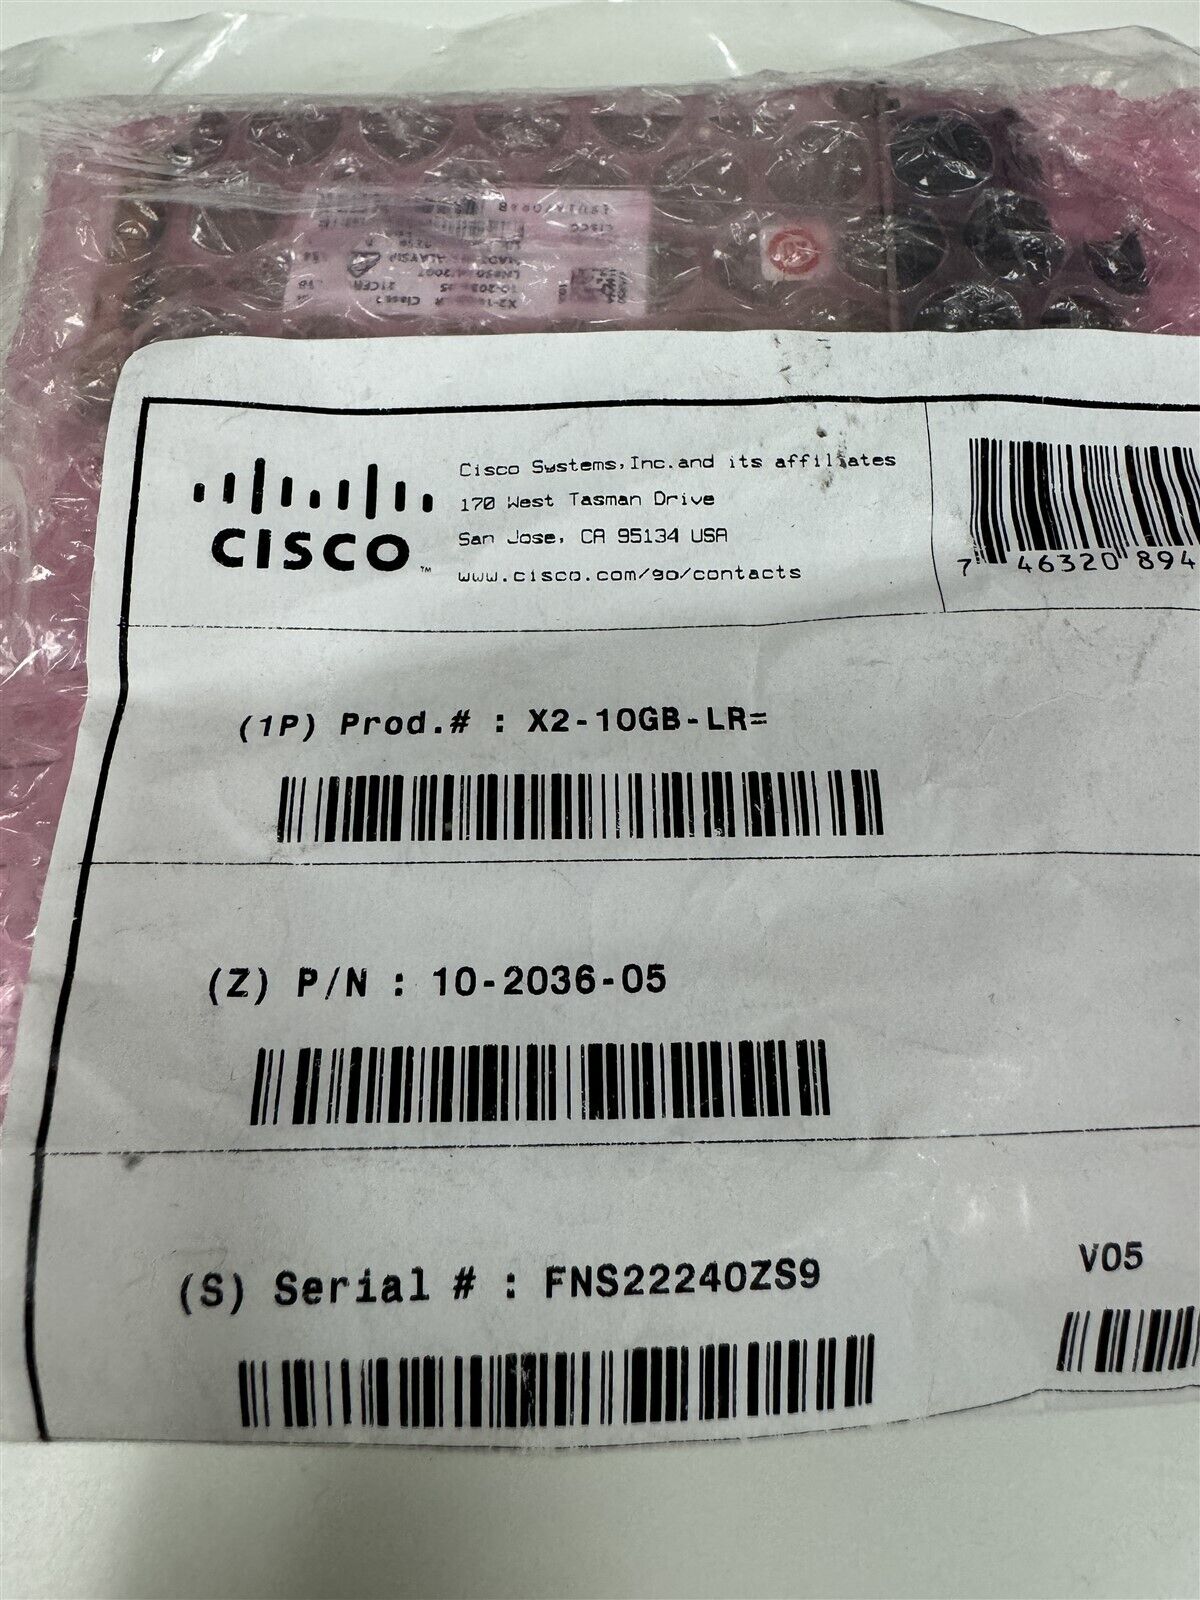 CISCO
CISCO™
Cisco Systems,Inc.and its affiliates
170 West Tasman Drive
San Jose, CA 95134 USA
www.cisco.com/go/contacts
7 46320 894
(1P) Prod.# : X2-10GB-LR=
(Z) P/N : 10-2036-05
(S) Serial # : FNS22240ZS9
V05